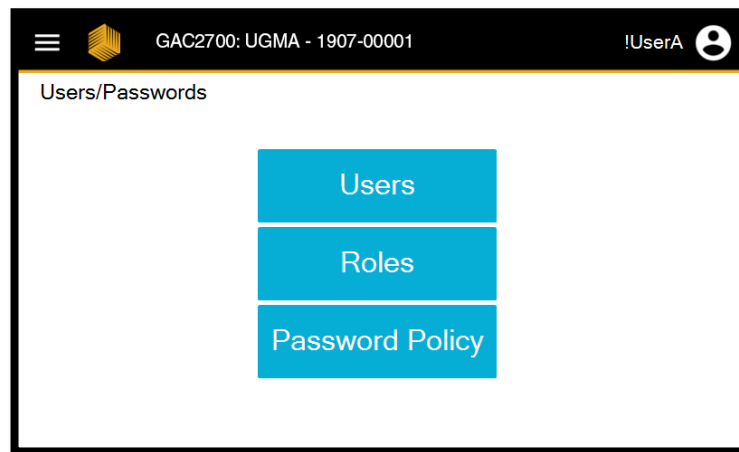 GAC2700: UGMA - 1907-00001 !UserA
Users/Passwords
Users
Roles
Password Policy